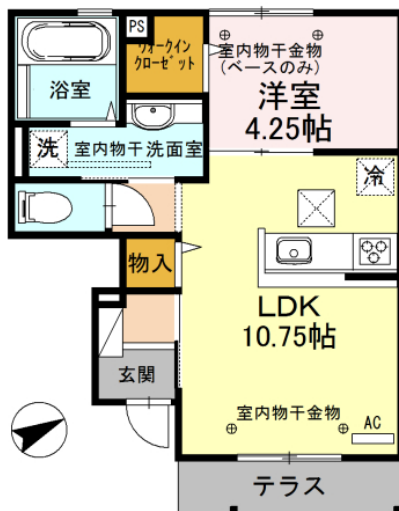 PS
ウォークイン
クローゼット
室内物干金物
(ベースのみ)
洋室
4.25帖
浴室
洗
室内物干
洗面室
冷
物入
LDK
10.75帖
玄関
室内物干金物
AC
テラス